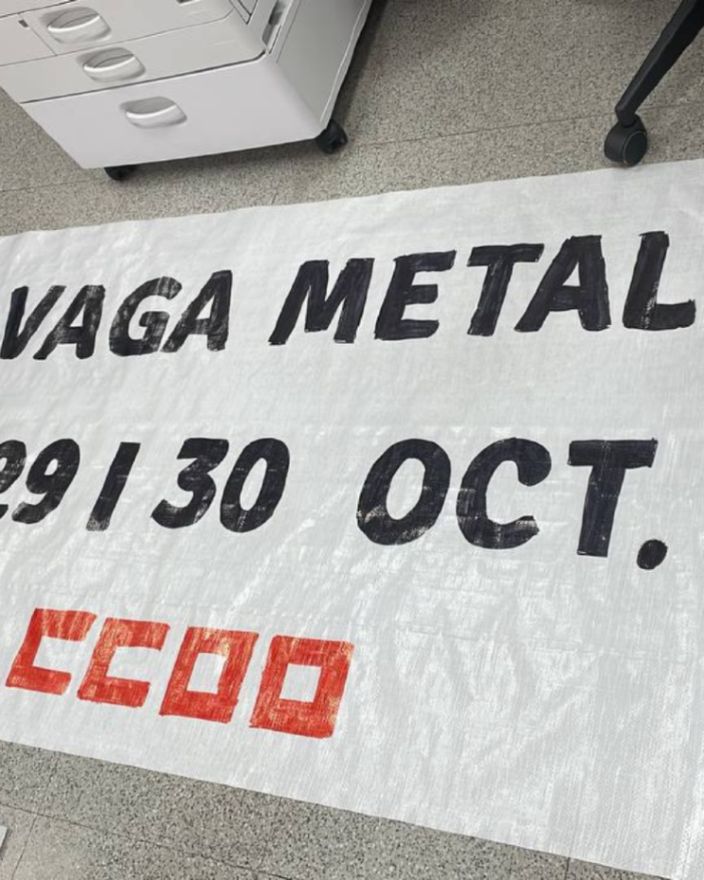 VAGA METAL
29 I 30 OCT.
CCOO